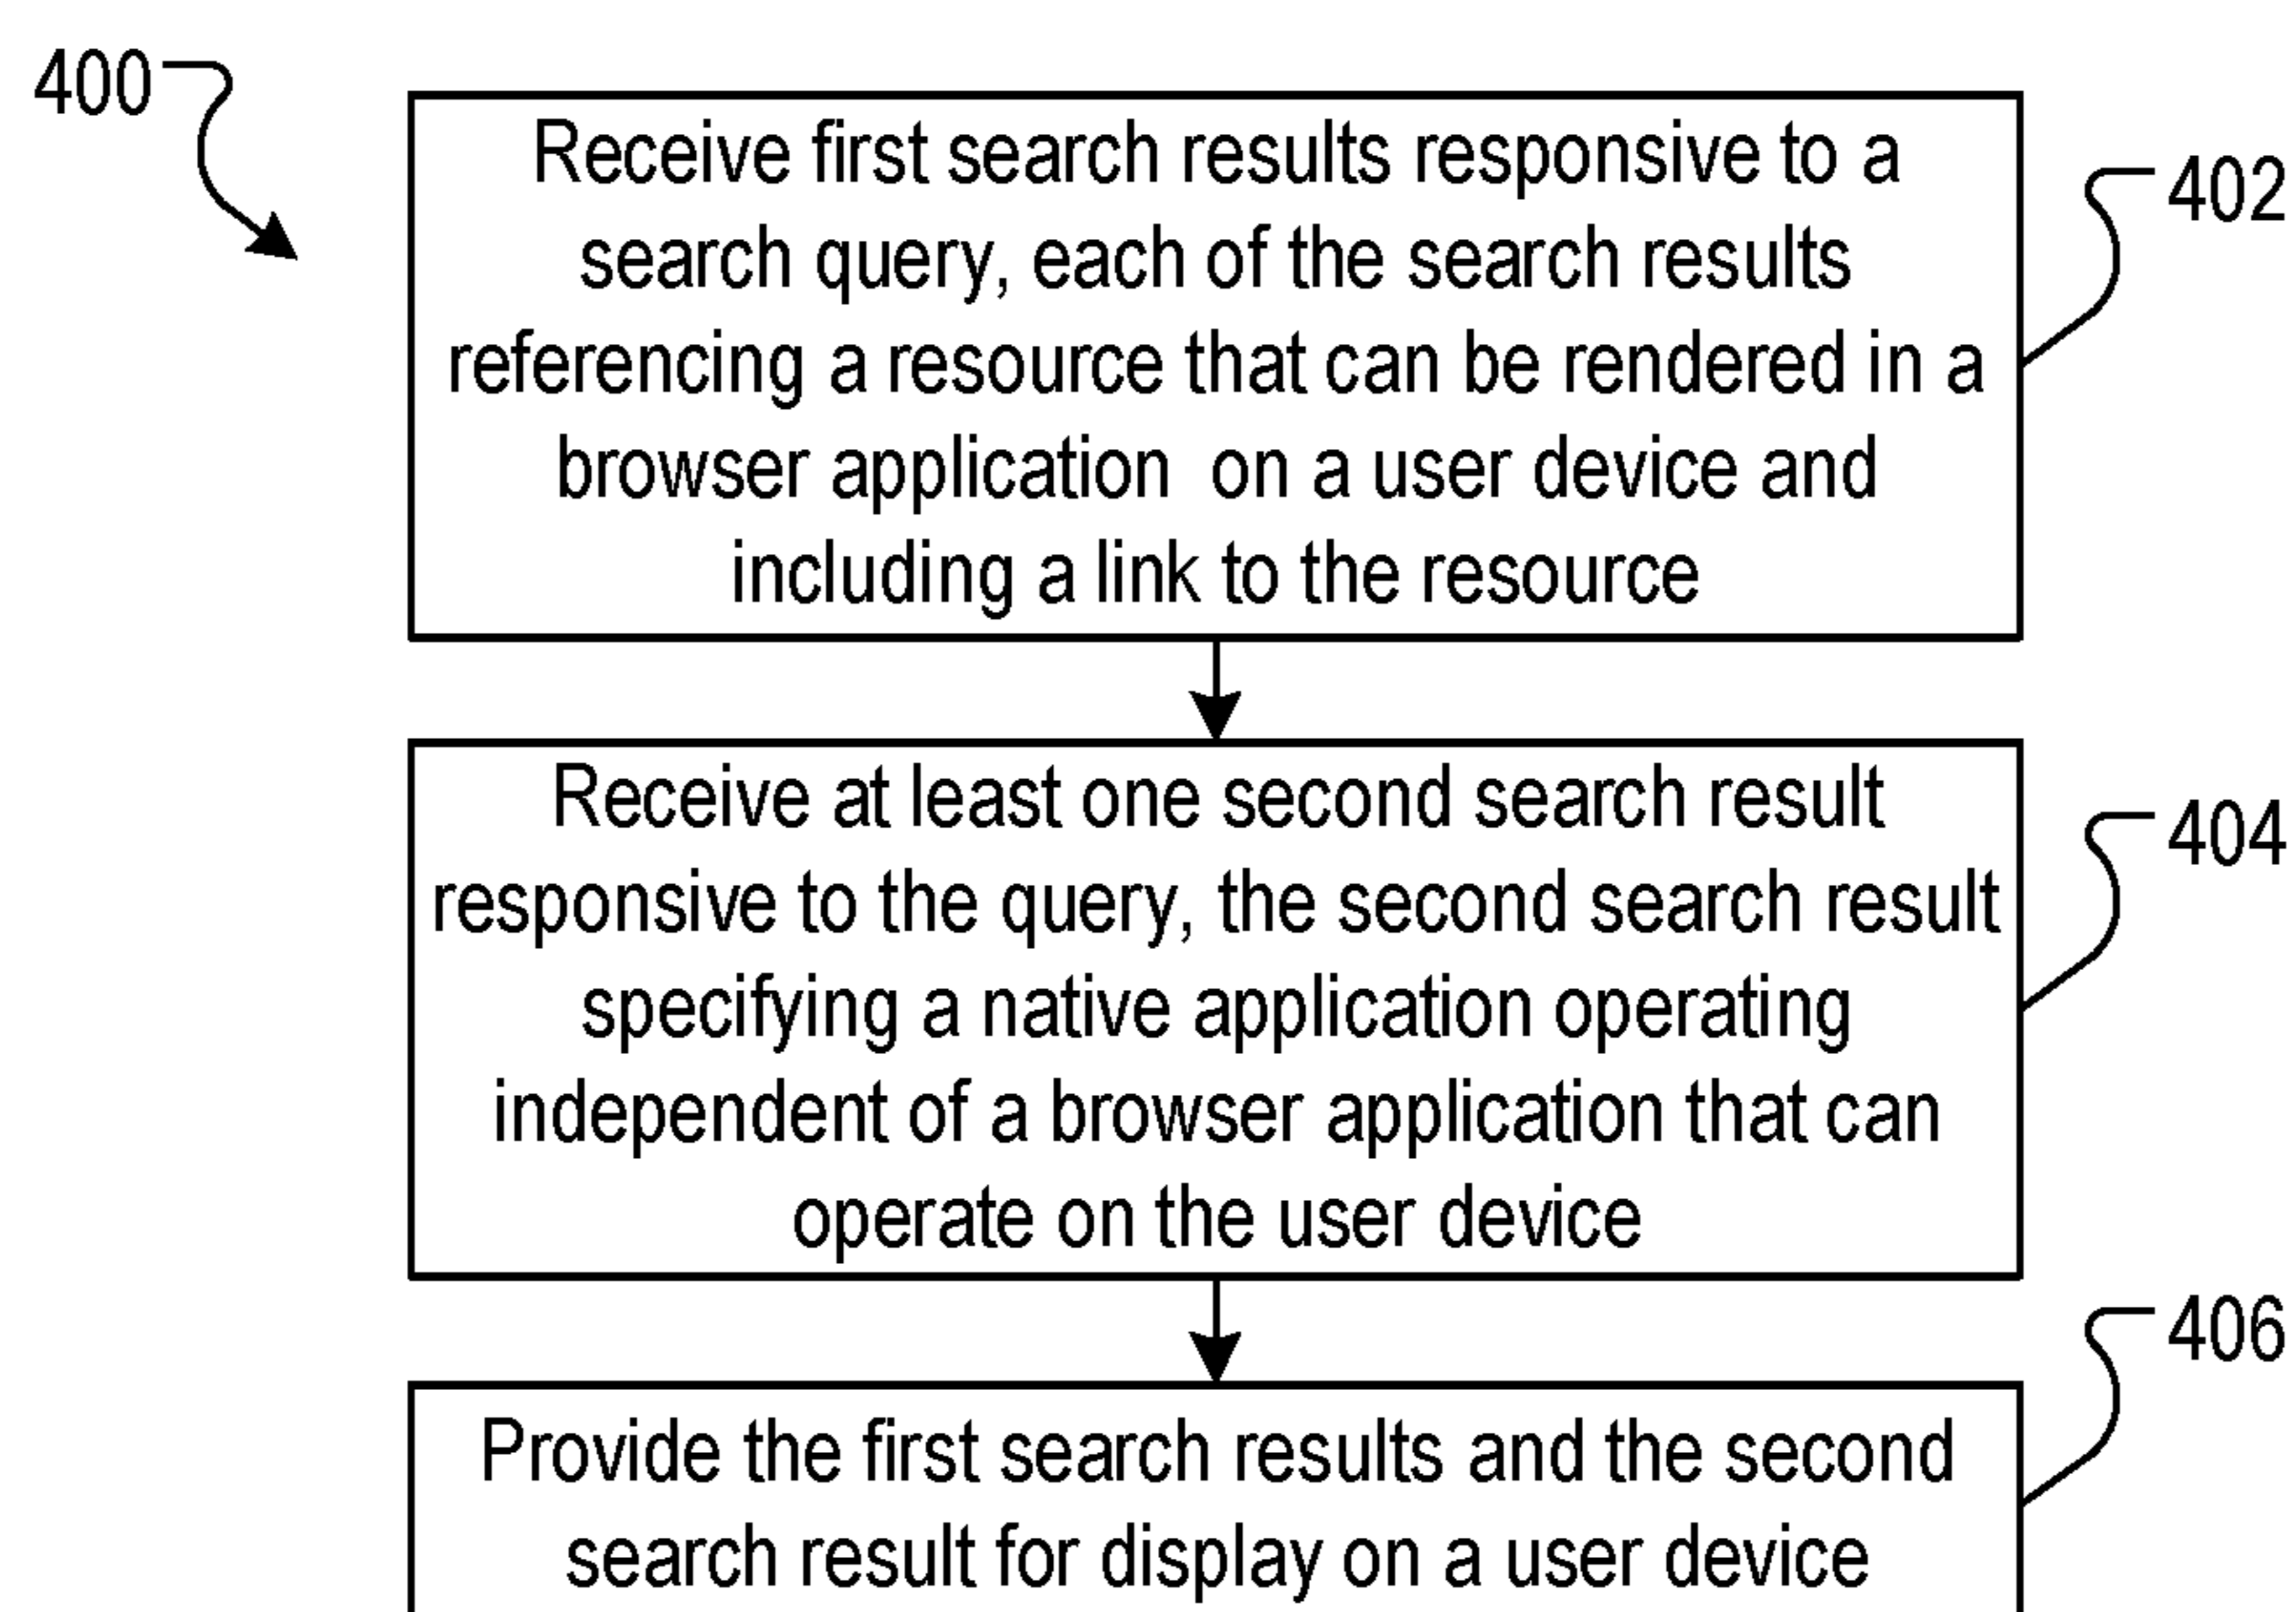 400
Receive first search results responsive to a
402
search query, each of the search results
referencing a resource that can be rendered in a
browser application on a user device and
including a link to the resource
Receive at least one second search result
404
responsive to the query, the second search result
specifying a native application operating
independent of a browser application that can
operate on the user device
406
Provide the first search results and the second
search result for display on a user device